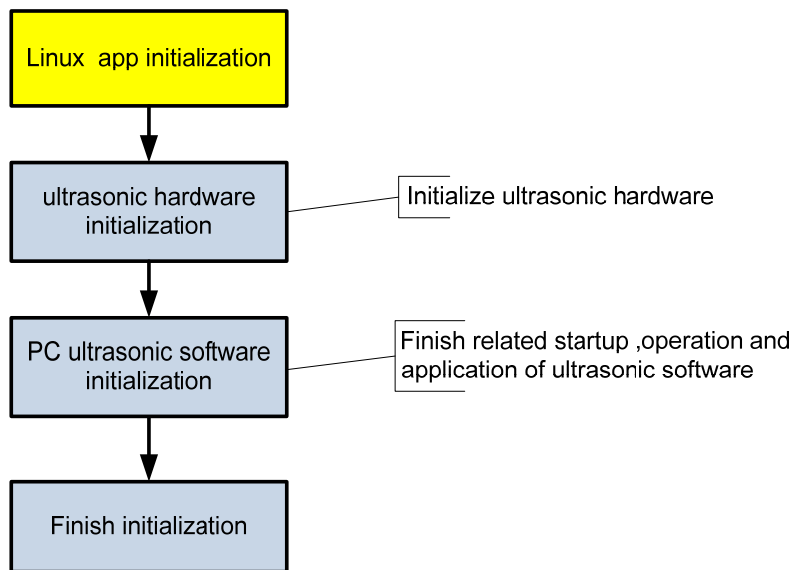 Linux app initialization
ultrasonic hardware
initialization
Initialize ultrasonic hardware
PC ultrasonic software
initialization
Finish related startup ,operation and
application of ultrasonic software
Finish initialization